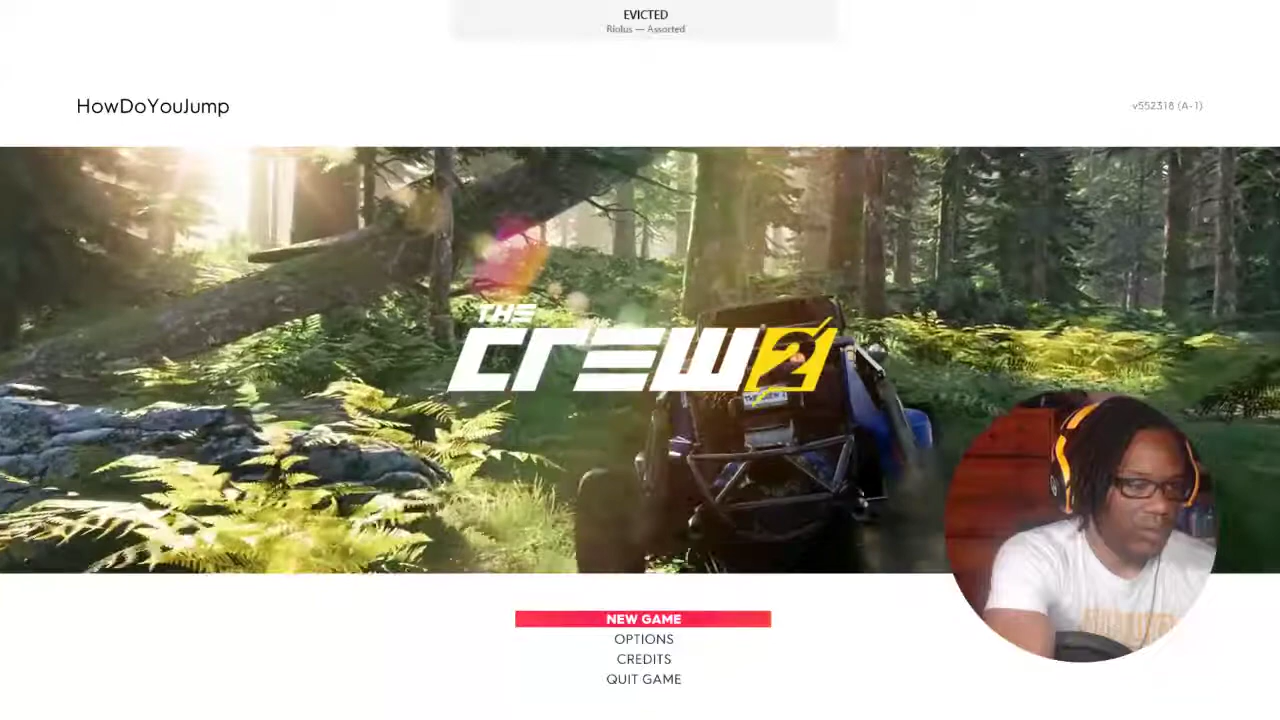 EVICTED
Riolus — Assorted
HowDoYouJump
v552318 (A-1)
THE
CREW 2
NEW GAME
OPTIONS
CREDITS
QUIT GAME